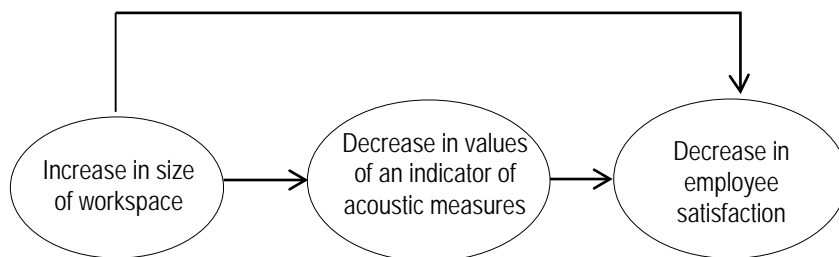 Increase in size
of workspace
Decrease in values
of an indicator of
acoustic measures
Decrease in
employee
satisfaction